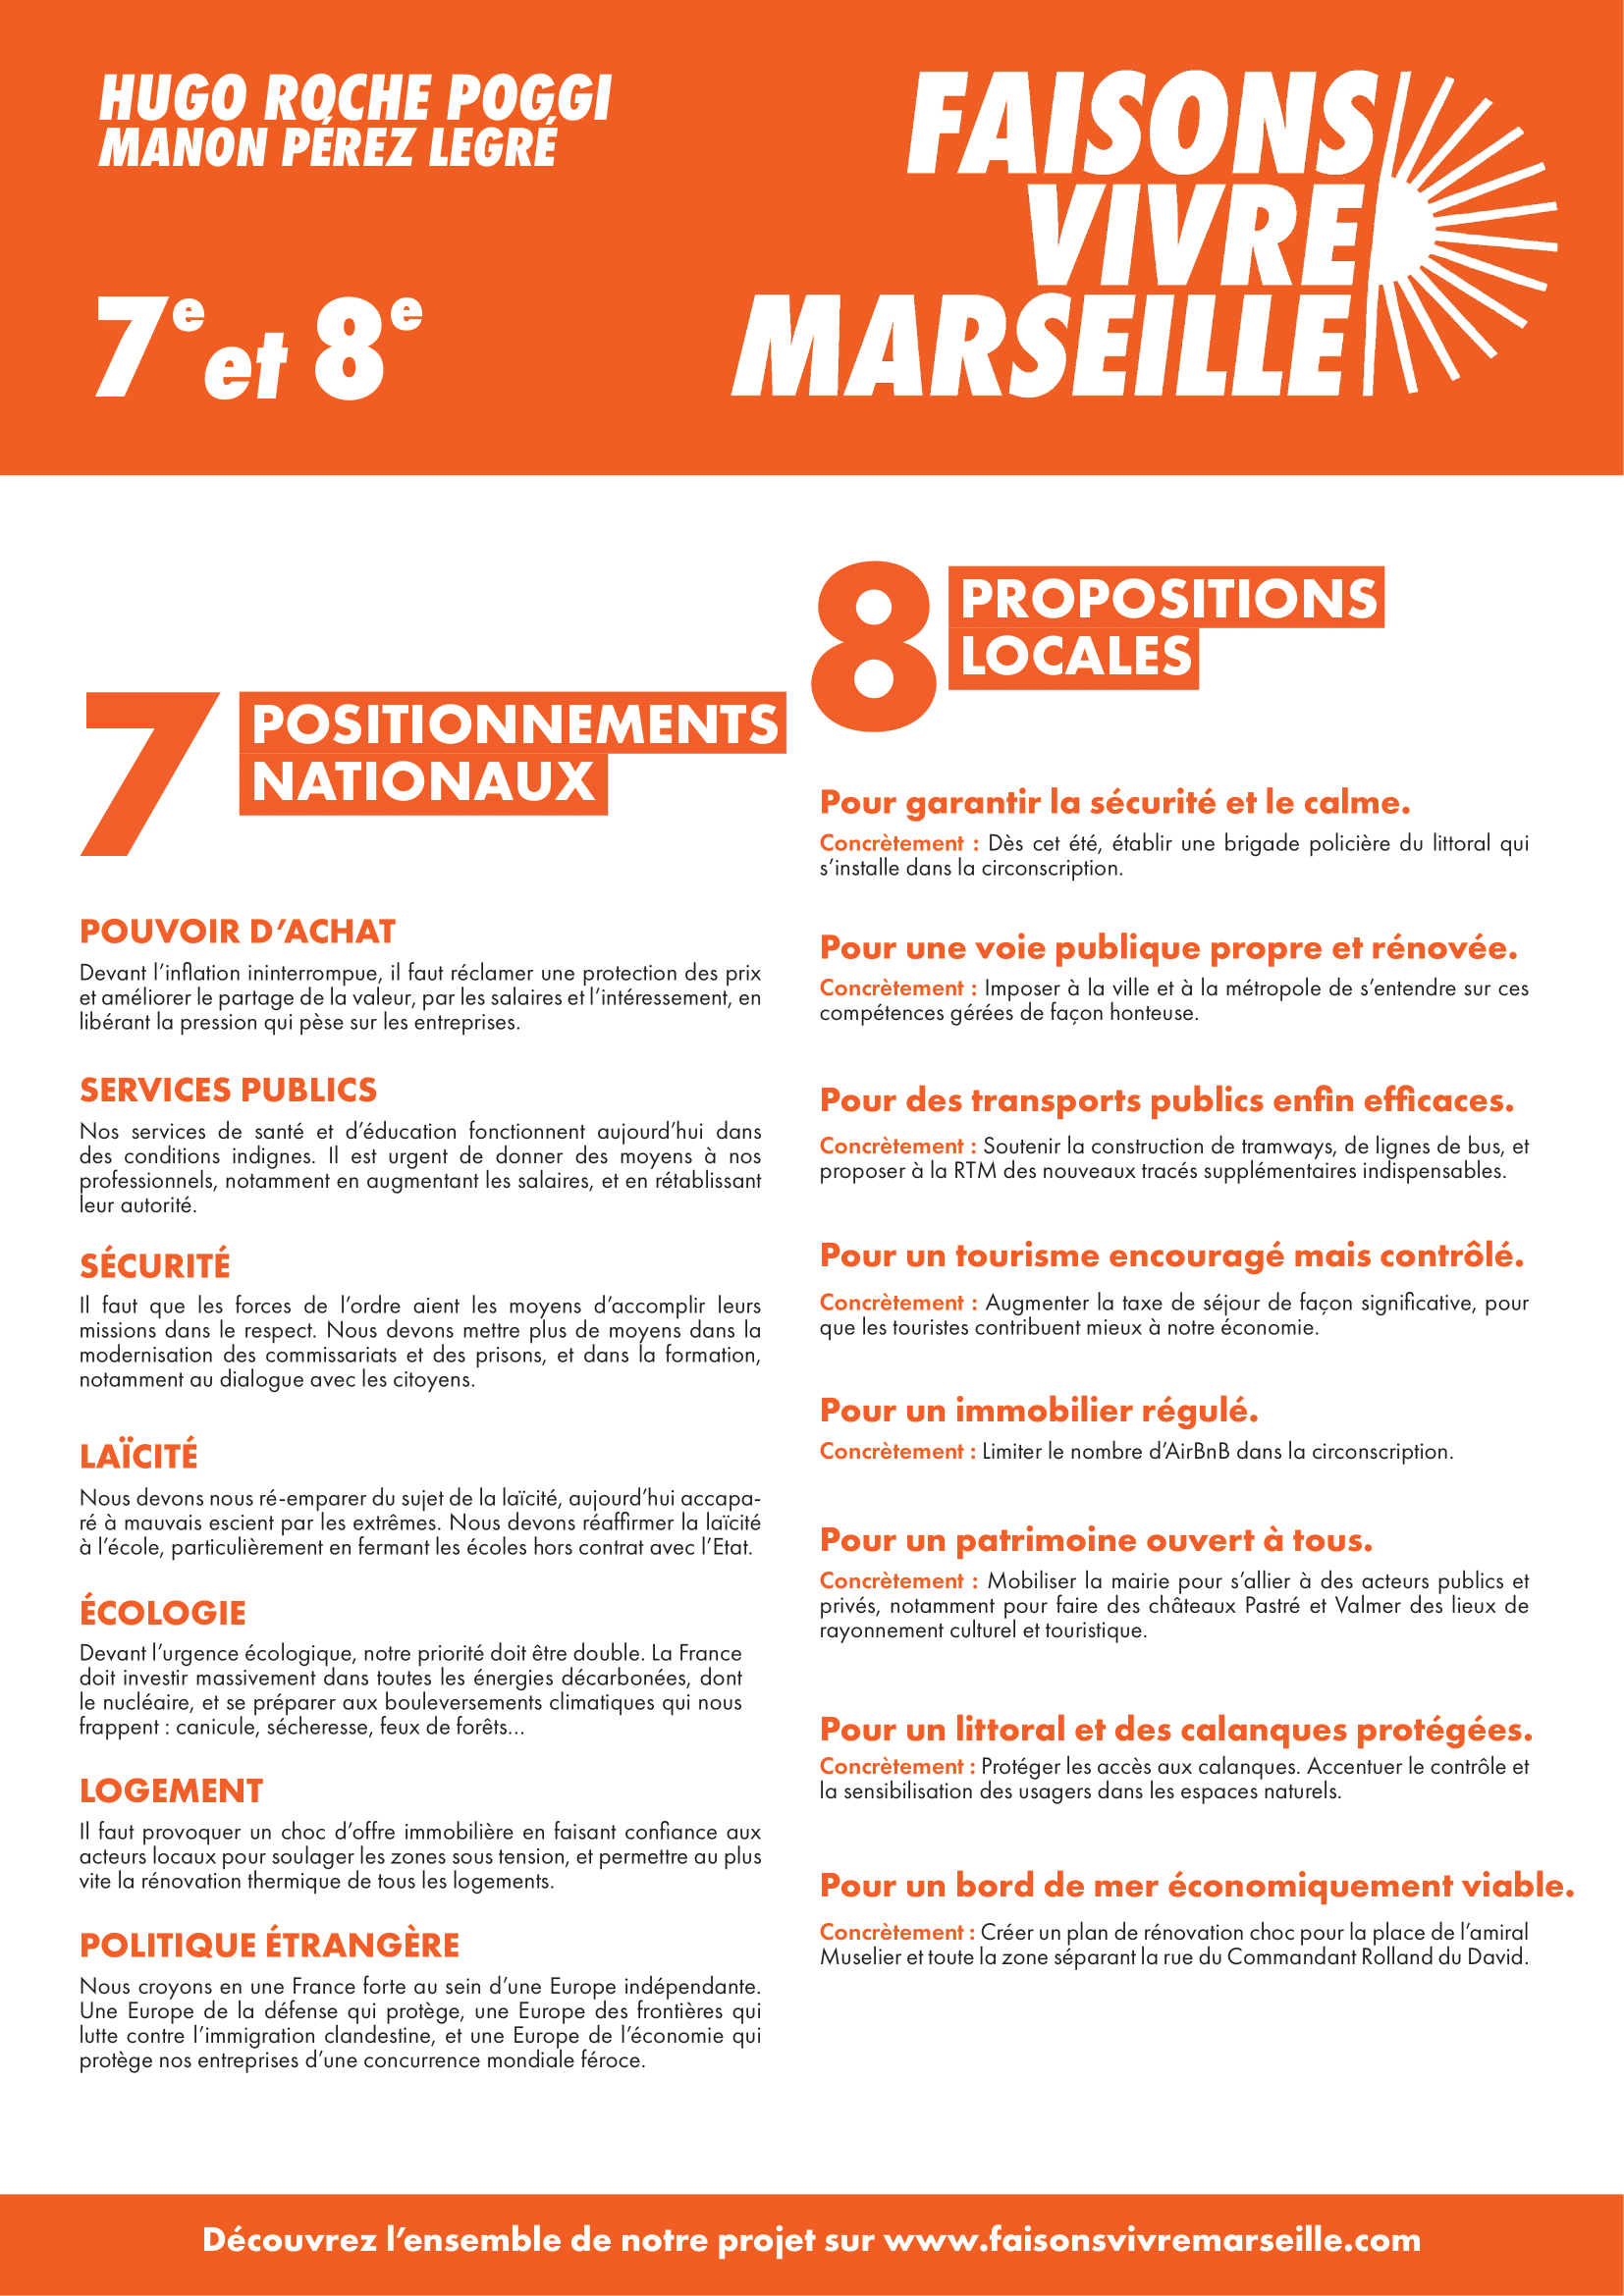 HUGO ROCHE POGGI
MANON PÉREZ LEGRÉ
7e et 8e
FAISONS
VIVRE
MARSEILLE
7
POSITIONNEMENTS
NATIONAUX
POUVOIR D’ACHAT
Devant l’inflation ininterrompue, il faut réclamer une protection des prix
et améliorer le partage de la valeur, par les salaires et l’intéressement, en
libérant la pression qui pèse sur les entreprises.
SERVICES PUBLICS
Nos services de santé et d’éducation fonctionnent aujourd’hui dans
des conditions indignes. Il est urgent de donner des moyens à nos
professionnels, notamment en augmentant les salaires, et en rétablissant
leur autorité.
SÉCURITÉ
Il faut que les forces de l’ordre aient les moyens d’accomplir leurs
missions dans le respect. Nous devons mettre plus de moyens dans la
modernisation des commissariats et des prisons, et dans la formation,
notamment au dialogue avec les citoyens.
LAÏCITÉ
Nous devons nous ré-emparer du sujet de la laïcité, aujourd’hui accapa-
ré à mauvais escient par les extrêmes. Nous devons réaffirmer la laïcité
à l’école, particulièrement en fermant les écoles hors contrat avec l’Etat.
ÉCOLOGIE
Devant l’urgence écologique, notre priorité doit être double. La France
doit investir massivement dans toutes les énergies décarbonées, dont
le nucléaire, et se préparer aux bouleversements climatiques qui nous
frappent : canicule, sécheresse, feux de forêts...
LOGEMENT
Il faut provoquer un choc d’offre immobilière en faisant confiance aux
acteurs locaux pour soulager les zones sous tension, et permettre au plus
vite la rénovation thermique de tous les logements.
POLITIQUE ÉTRANGÈRE
Nous croyons en une France forte au sein d’une Europe indépendante.
Une Europe de la défense qui protège, une Europe des frontières qui
lutte contre l’immigration clandestine, et une Europe de l’économie qui
protège nos entreprises d’une concurrence mondiale féroce.
8
PROPOSITIONS
LOCALES
Pour garantir la sécurité et le calme.
Concrètement : Dès cet été, établir une brigade policière du littoral qui
s’installe dans la circonscription.
Pour une voie publique propre et rénovée.
Concrètement : Imposer à la ville et à la métropole de s’entendre sur ces
compétences gérées de façon honteuse.
Pour des transports publics enfin efficaces.
Concrètement : Soutenir la construction de tramways, de lignes de bus, et
proposer à la RTM des nouveaux tracés supplémentaires indispensables.
Pour un tourisme encouragé mais contrôlé.
Concrètement : Augmenter la taxe de séjour de façon significative, pour
que les touristes contribuent mieux à notre économie.
Pour un immobilier régulé.
Concrètement : Limiter le nombre d’AirBnB dans la circonscription.
Pour un patrimoine ouvert à tous.
Concrètement : Mobiliser la mairie pour s’allier à des acteurs publics et
privés, notamment pour faire des châteaux Pastré et Valmer des lieux de
rayonnement culturel et touristique.
Pour un littoral et des calanques protégées.
Concrètement : Protéger les accès aux calanques. Accentuer le contrôle et
la sensibilisation des usagers dans les espaces naturels.
Pour un bord de mer économiquement viable.
Concrètement : Créer un plan de rénovation choc pour la place de l’amiral
Muselier et toute la zone séparant la rue du Commandant Rolland du David.
Découvrez l’ensemble de notre projet sur www.faisonsvivremarseille.com